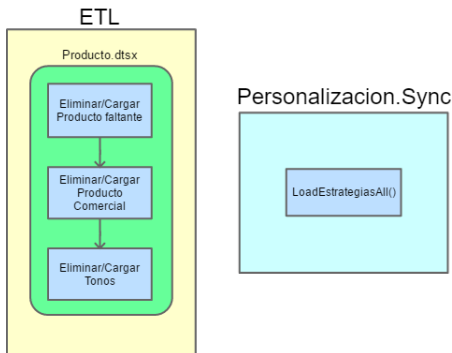 ETL
Producto.dtsx
Eliminar/Cargar
Producto faltante
Eliminar/Cargar
Producto
Comercial
Eliminar/Cargar
Tonos
Personalizacion.Sync
LoadEstrategiasAll()